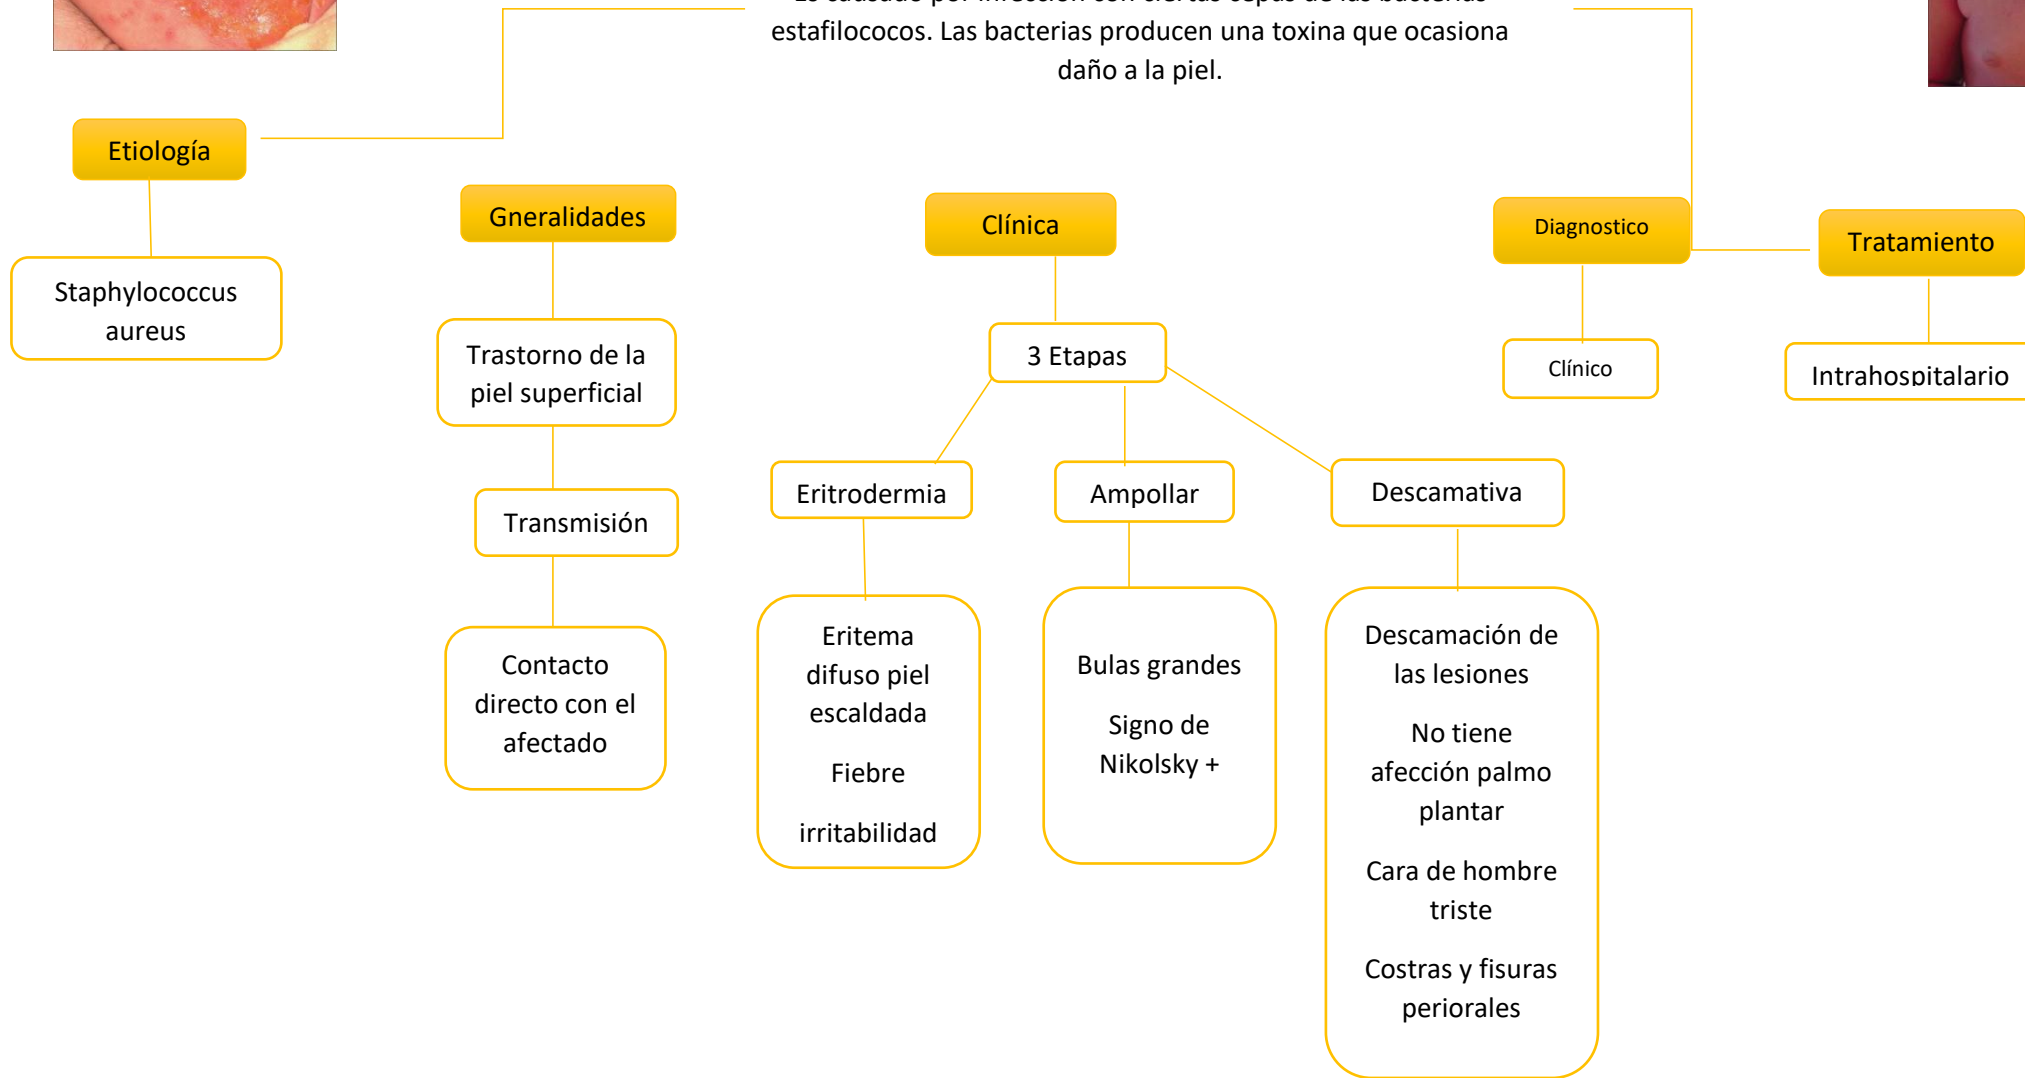 estafilococos. Las bacterias producen una toxina que ocasiona
daño a la piel.
Etiología
Staphylococcus
aureus
Gneralidades
Trastorno de la
piel superficial
Transmisión
Contacto
directo con el
afectado
Clínica
3 Etapas
Eritrodermia
Eritema
difuso piel
escaldada
Fiebre
irritabilidad
Ampollar
Bulas grandes
Signo de
Nikolsky +
Descamativa
Descamación de
las lesiones
No tiene
afección palmo
plantar
Cara de hombre
triste
Costras y fisuras
periorales
Diagnostico
Clínico
Tratamiento
Intrahospitalario